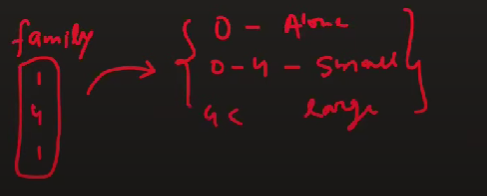 family
1
4
1
0 - Alone
0-4 - Small
4< large